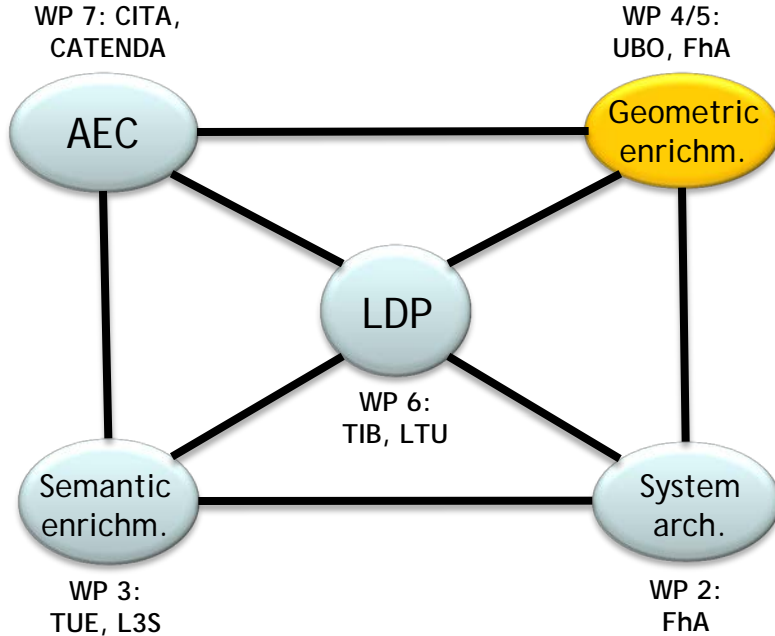 WP 7: CITA,
CATENDA
WP 4/5:
UBO, FhA
AEC
Geometric
enrichm.
LDP
WP 6:
TIB, LTU
Semantic
enrichm.
System
arch.
WP 3:
TUE, L3S
WP 2:
FhA